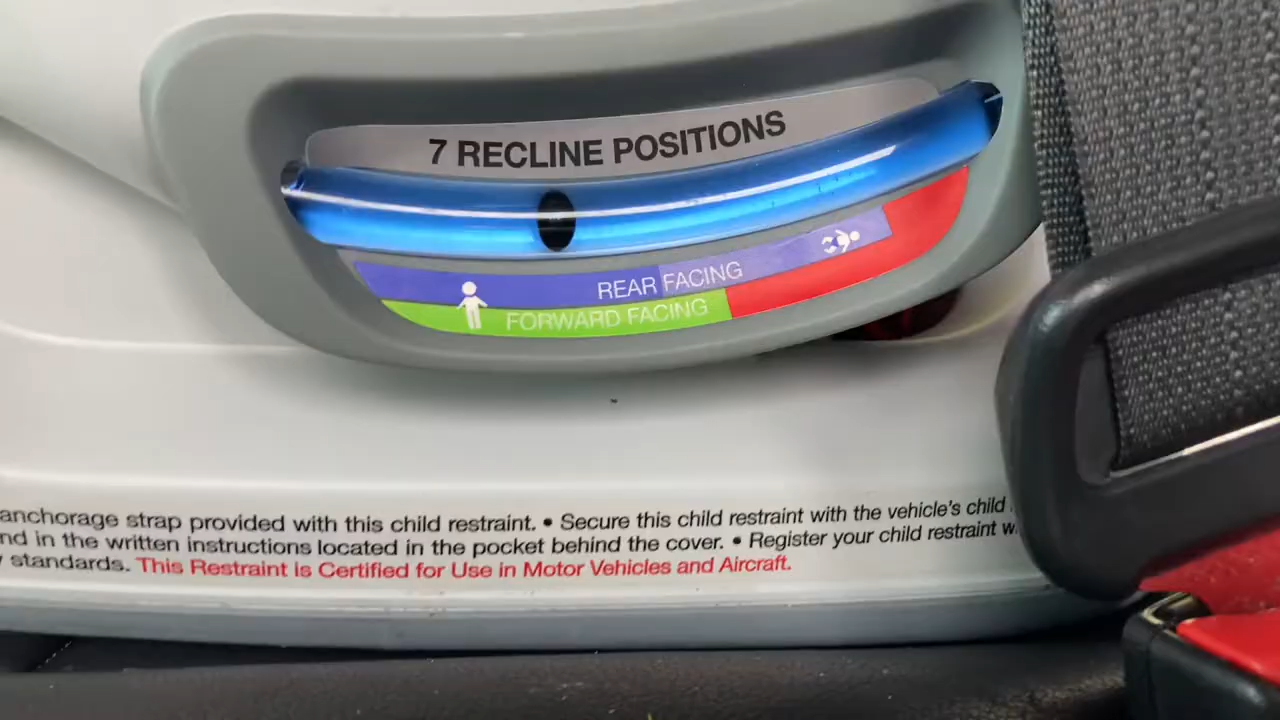 7 RECLINE POSITIONS
REAR FACING
FORWARD FACING
anchorage strap provided with this child restraint. • Secure this child restraint with the vehicle's child
nd in the written instructions located in the pocket behind the cover. • Register your child restraint w
standards. This Restraint is Certified for Use in Motor Vehicles and Aircraft.